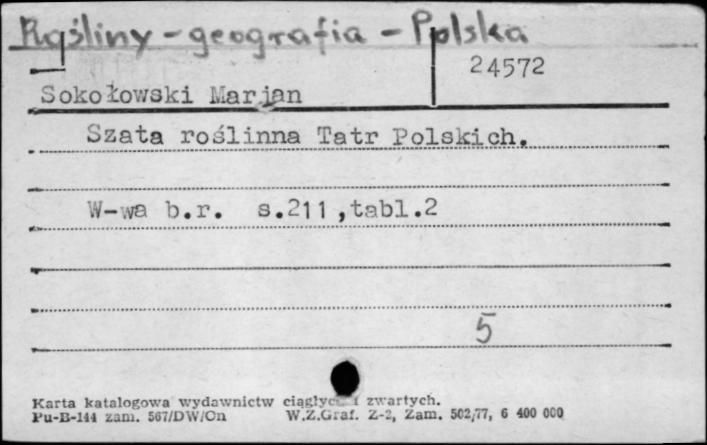 Rośliny - geografia - Polska
24572
Sokołowski Marjan
Szata roślinna Tatr Polskich.
W-wa b.r. s.211,tabl.2
5
Karta katalogowa wydawnictw ciągłych i zwartych.
Pu-B-144 zam. 567/DW/On W.Z.Graf. Z-2, Zam. 502/77, 6 400 000